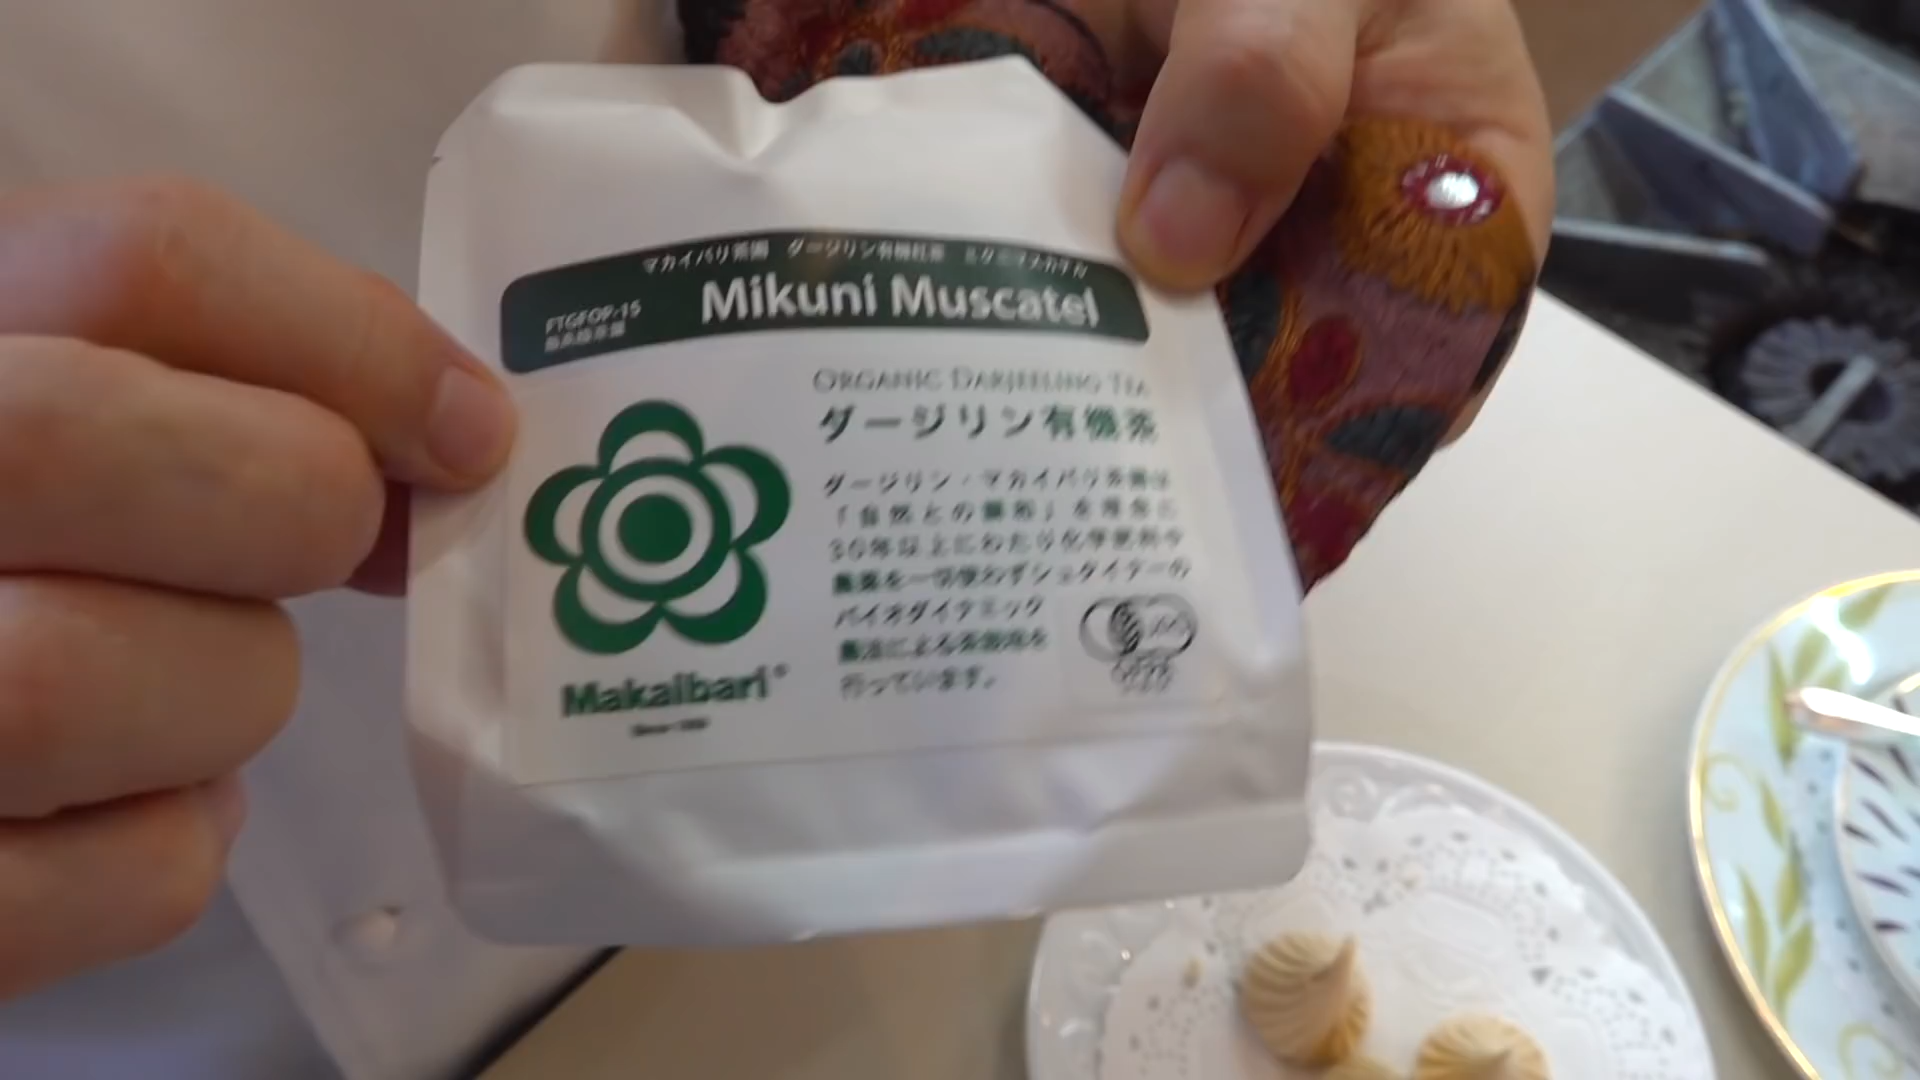 マカイバリ茶園 ダージリン有機紅茶 ミクニマスカテル
Mikuni Muscatel
FTGFOP-1S
ORGANIC DARJEELING TEA
ダージリン有機茶
ダージリン・マカイバリ茶園は
「自然との調和」を理念に
30年以上にわたり化学肥料や
農薬を一切使わずシュタイナーの
バイオダイナミック
農法による茶園地を
行っています。
Makaibari
Since